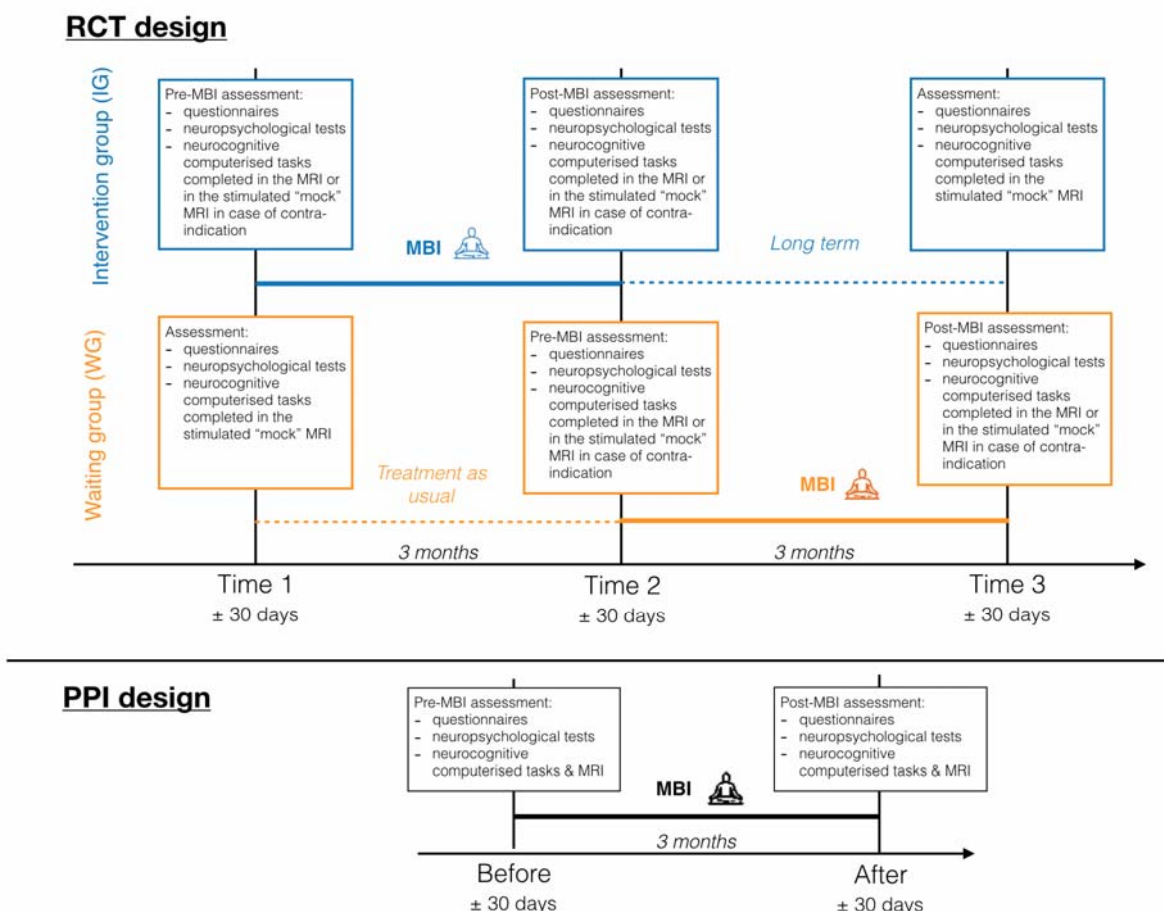 RCT design
Intervention group (IG)
Pre-MBI assessment:
- questionnaires
- neuropsychological tests
- neurocognitive
computerised tasks
completed in the MRI or
in the stimulated “mock”
MRI in case of contra-
indication
MBI
Post-MBI assessment:
- questionnaires
- neuropsychological tests
- neurocognitive
computerised tasks
completed in the MRI or
in the stimulated “mock”
MRI in case of contra-
indication
Long term
Assessment:
- questionnaires
- neuropsychological tests
- neurocognitive
computerised tasks
completed in the
stimulated “mock” MRI
Waiting group (WG)
Assessment:
- questionnaires
- neuropsychological tests
- neurocognitive
computerised tasks
completed in the
stimulated “mock” MRI
Treatment as
usual
Pre-MBI assessment:
- questionnaires
- neuropsychological tests
- neurocognitive
computerised tasks
completed in the MRI or
in the stimulated “mock”
MRI in case of contra-
indication
MBI
Post-MBI assessment:
- questionnaires
- neuropsychological tests
- neurocognitive
computerised tasks
completed in the MRI or
in the stimulated “mock”
MRI in case of contra-
indication
3 months
3 months
Time 1
± 30 days
Time 2
± 30 days
Time 3
± 30 days
PPI design
Pre-MBI assessment:
- questionnaires
- neuropsychological tests
- neurocognitive
computerised tasks & MRI
MBI
Post-MBI assessment:
- questionnaires
- neuropsychological tests
- neurocognitive
computerised tasks & MRI
3 months
Before
± 30 days
After
± 30 days